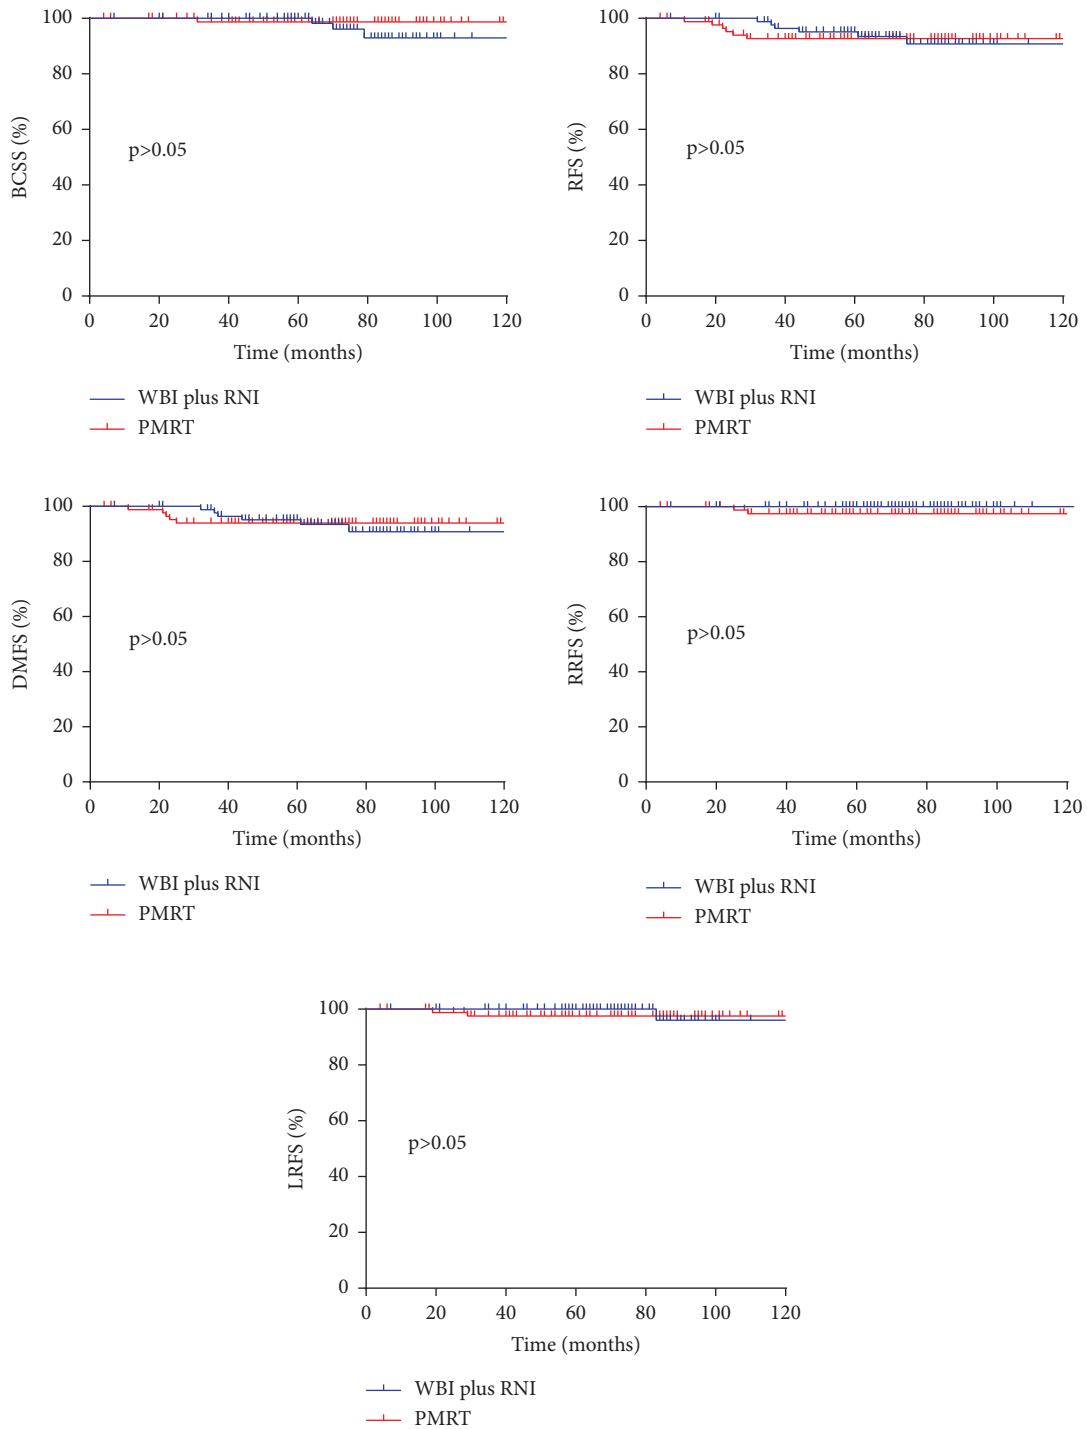 100
80
60
40
20
0
BCSS (%)
p>0.05
0 20 40 60 80 100 120
Time (months)
WBI plus RNI
PMRT
100
80
60
40
20
0
RFS (%)
p>0.05
0 20 40 60 80 100 120
Time (months)
WBI plus RNI
PMRT
100
80
60
40
20
0
DMFS (%)
p>0.05
0 20 40 60 80 100 120
Time (months)
WBI plus RNI
PMRT
100
80
60
40
20
0
RRFS (%)
p>0.05
0 20 40 60 80 100 120
Time (months)
WBI plus RNI
PMRT
100
80
60
40
20
0
LRFS (%)
p>0.05
0 20 40 60 80 100 120
Time (months)
WBI plus RNI
PMRT